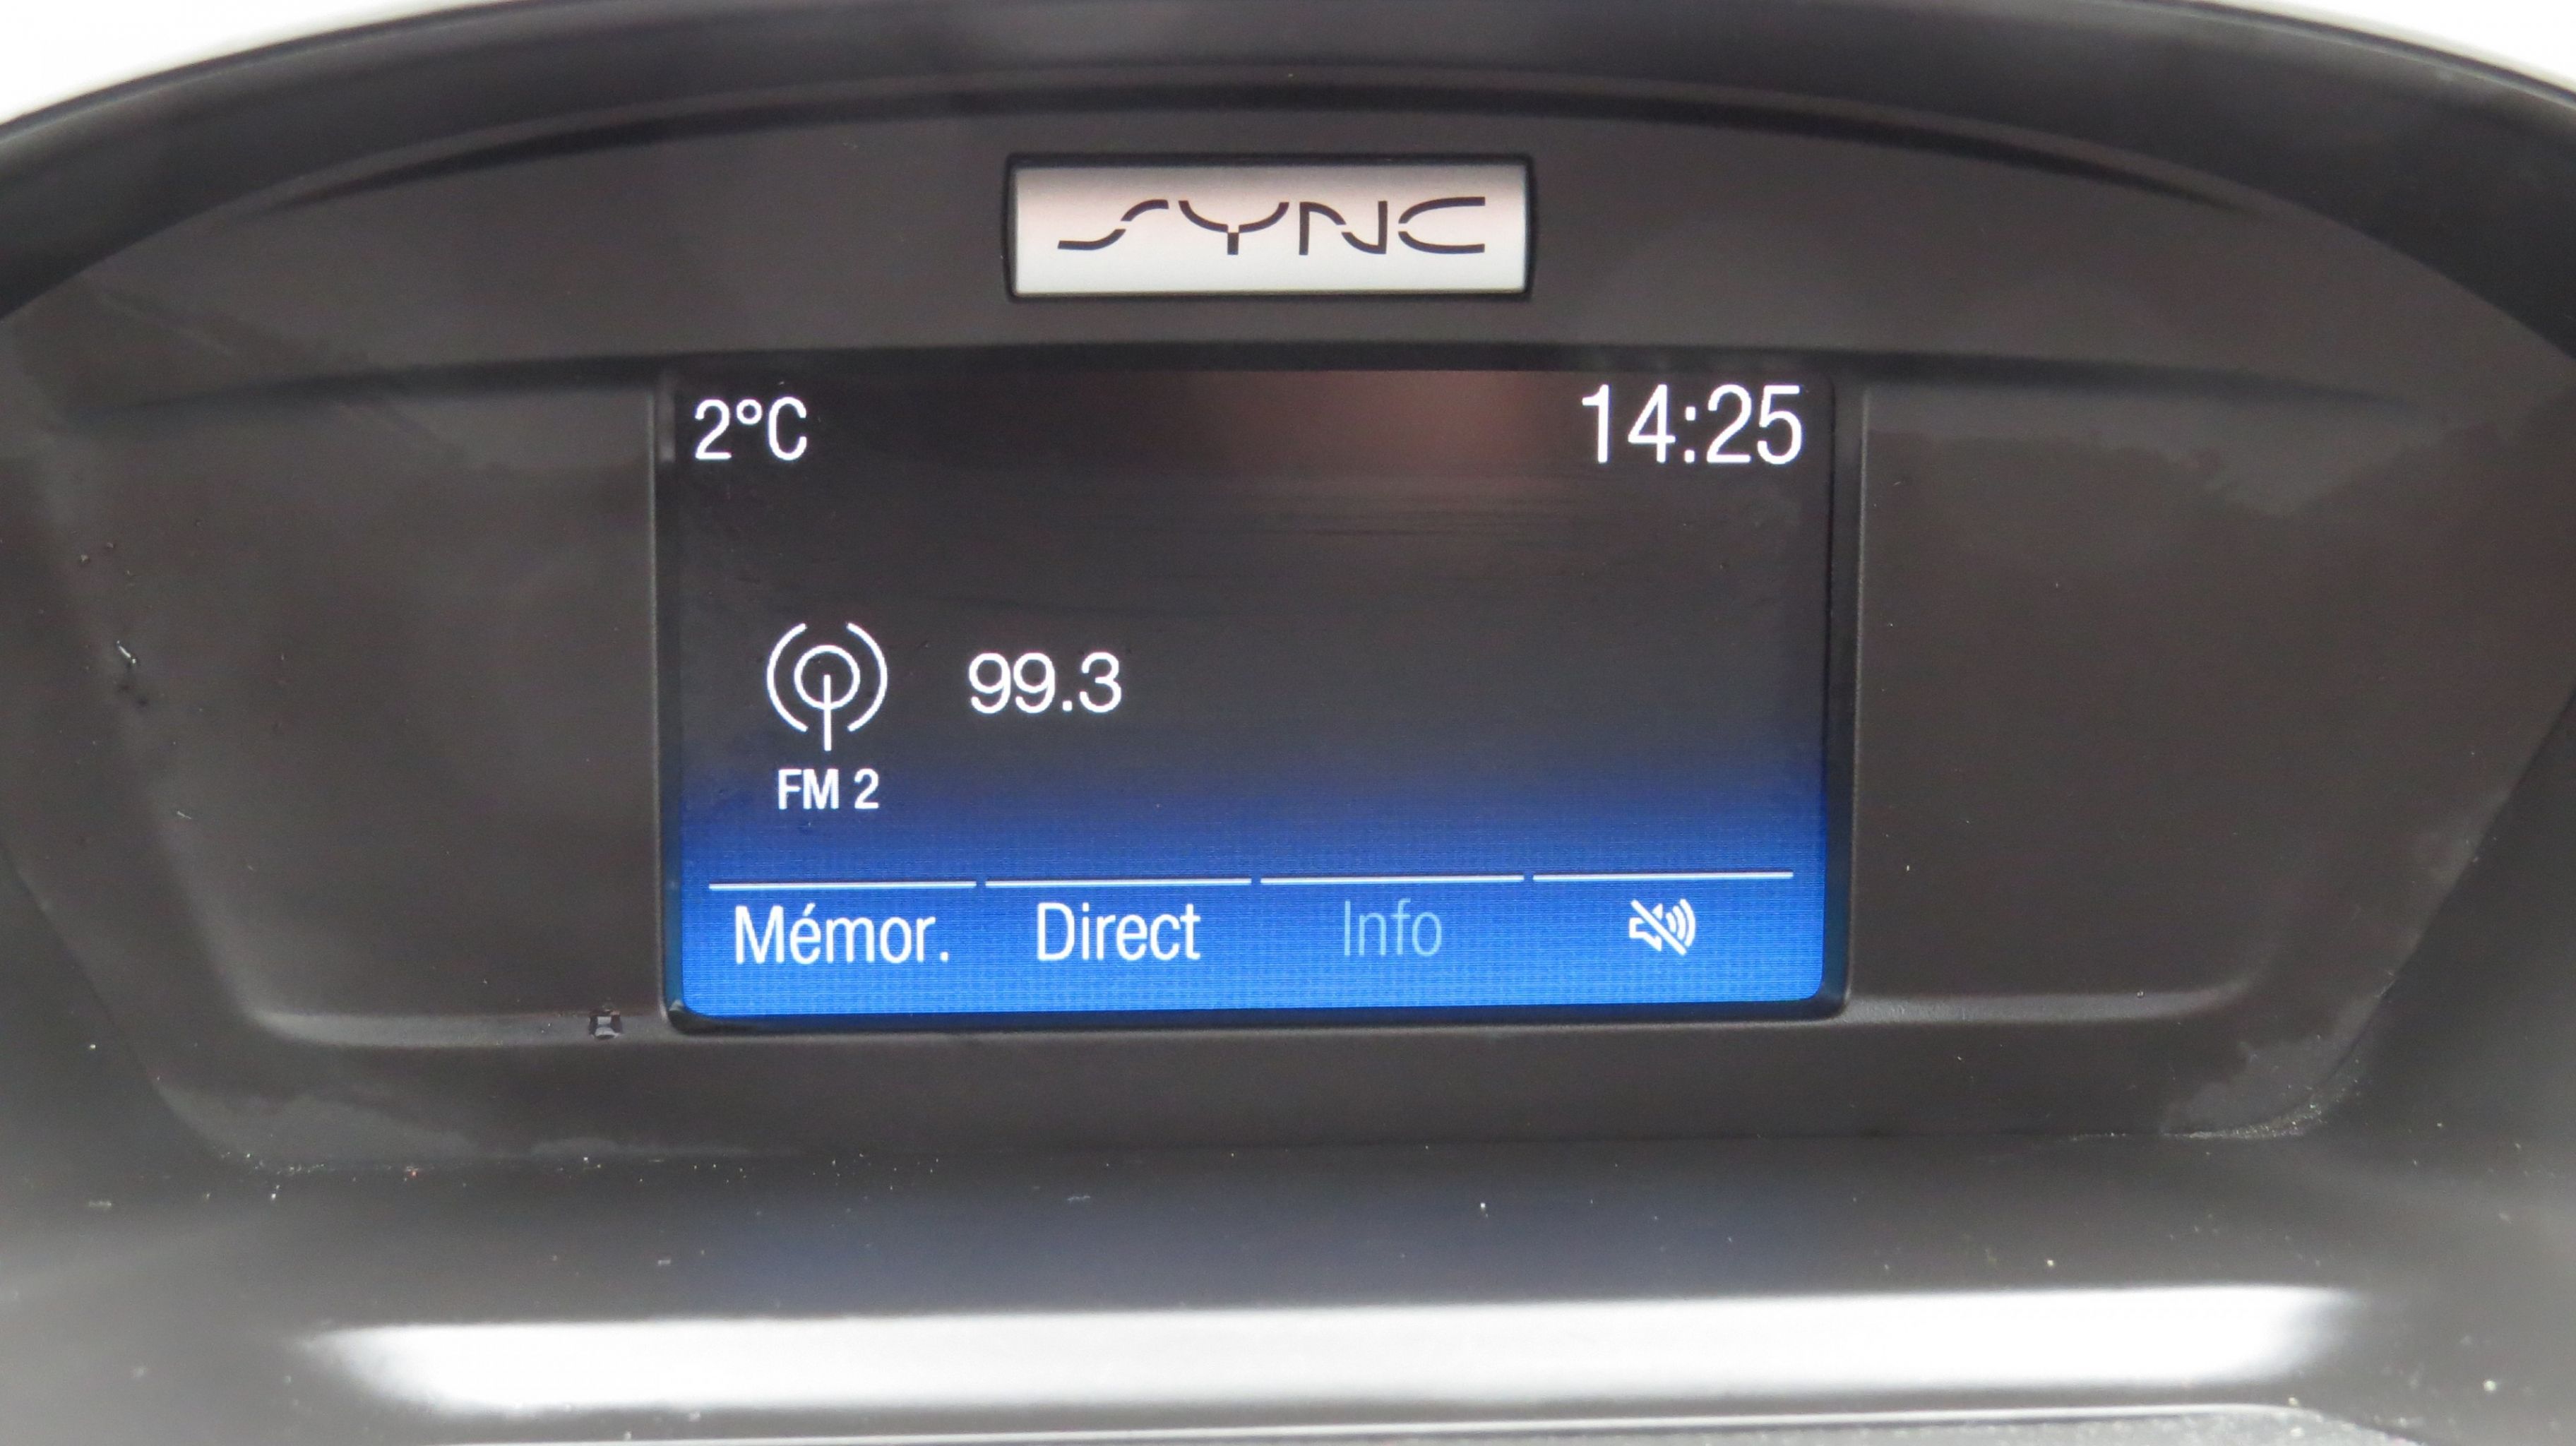 SYNC
2°C 14:25
99.3
FM 2
Mémor. Direct Info